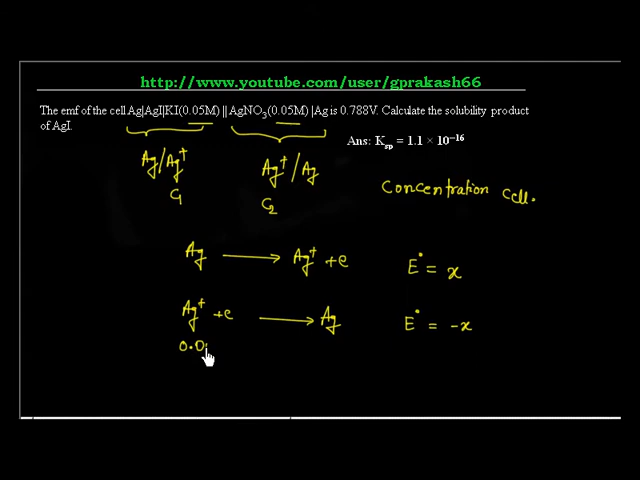 http://www.youtube.com/user/gprakash66
The emf of the cell Ag|AgI|KI(0.05M) || AgNO₃(0.05M) |Ag is 0.788V. Calculate the solubility product
of AgI.
Ans: Kₛₚ = 1.1 × 10⁻¹⁶
Ag/Ag⁺ Ag⁺/Ag
C₁ C₂
Concentration Cell.
Ag ⟶ Ag⁺ + e E° = x
Ag⁺ + e ⟶ Ag E° = -x
0.0